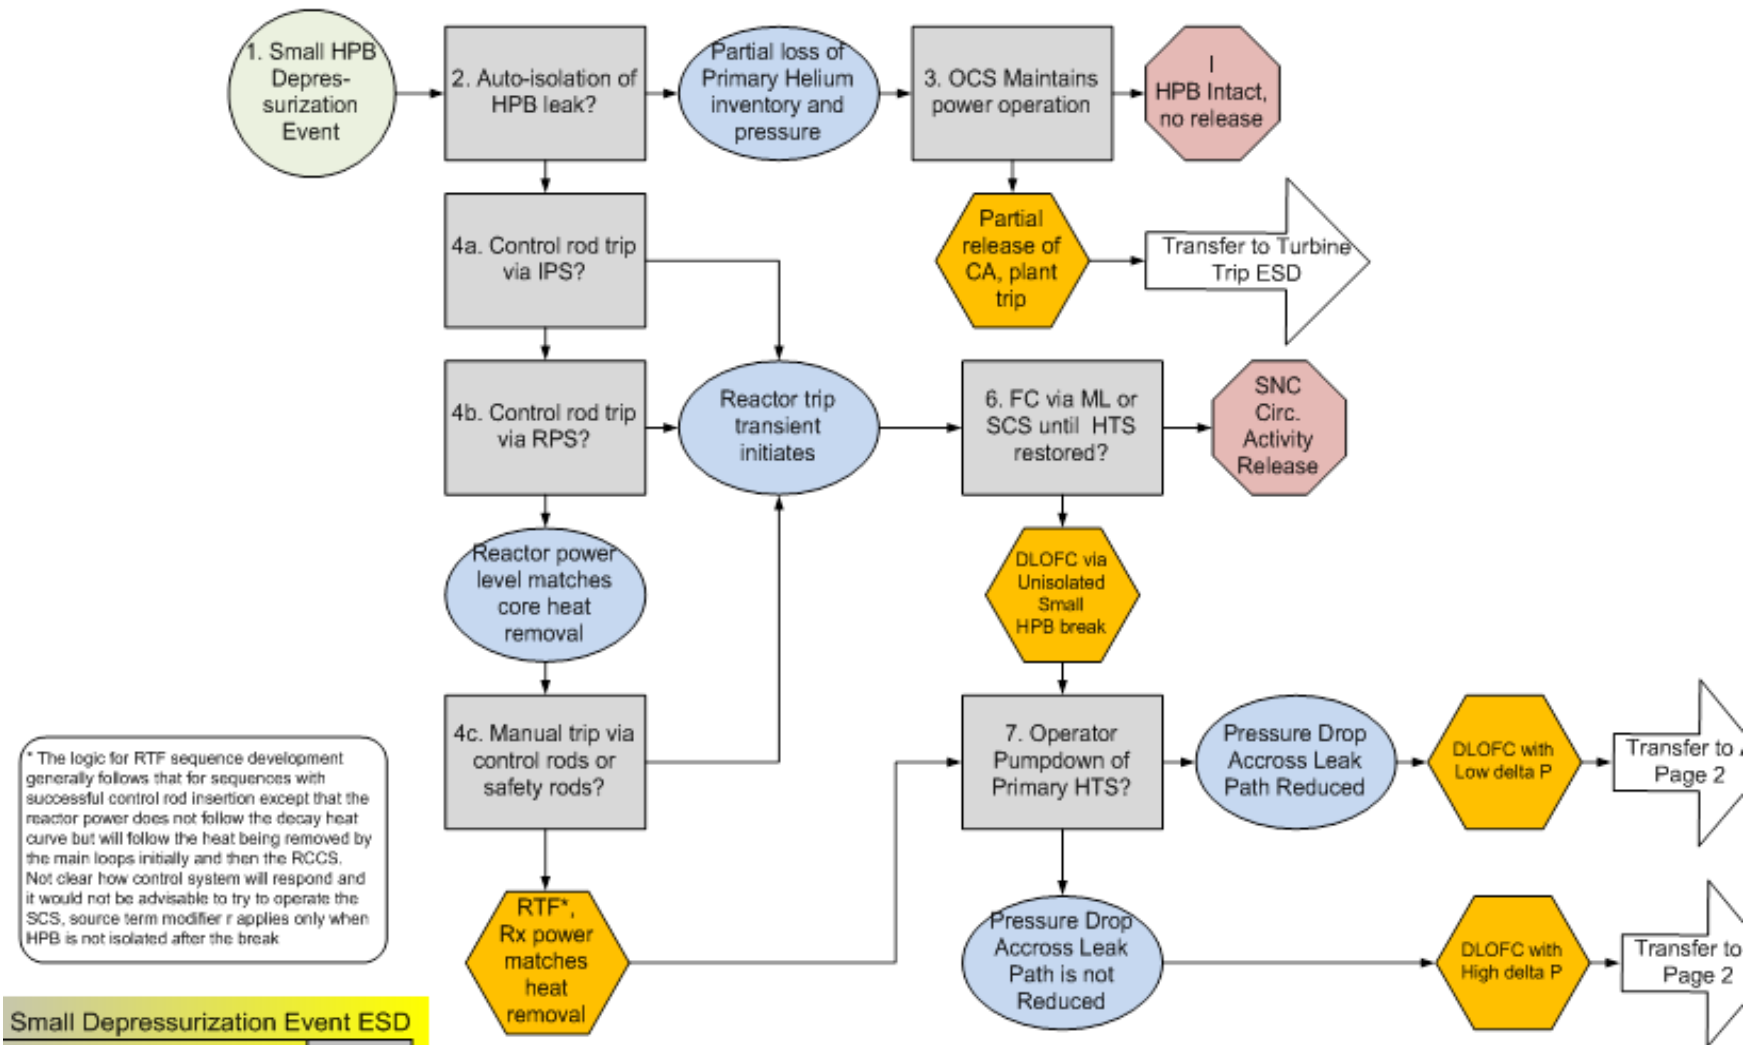 1. Small HPB
Depres-
surization
Event
2. Auto-isolation of
HPB leak?
Partial loss of
Primary Helium
inventory and
pressure
3. OCS Maintains
power operation
I
HPB Intact,
no release
4a. Control rod trip
via IPS?
Partial
release of
CA, plant
trip
Transfer to Turbine
Trip ESD
4b. Control rod trip
via RPS?
Reactor trip
transient
initiates
6. FC via ML or
SCS until HTS
restored?
SNC
Circ.
Activity
Release
Reactor power
level matches
core heat
removal
DLOFC via
Unisolated
Small
HPB break
4c. Manual trip via
control rods or
safety rods?
7. Operator
Pumpdown of
Primary HTS?
Pressure Drop
Accross Leak
Path Reduced
DLOFC with
Low delta P
Transfer to
Page 2
* The logic for RTF sequence development
generally follows that for sequences with
successful control rod insertion except that the
reactor power does not follow the decay heat
curve but will follow the heat being removed by
the main loops initially and then the RCCS.
Not clear how control system will respond and
it would not be advisable to try to operate the
SCS, source term modifier r applies only when
HPB is not isolated after the break
RTF*,
Rx power
matches
heat
removal
Pressure Drop
Accross Leak
Path is not
Reduced
DLOFC with
High delta P
Transfer to
Page 2
Small Depressurization Event ESD